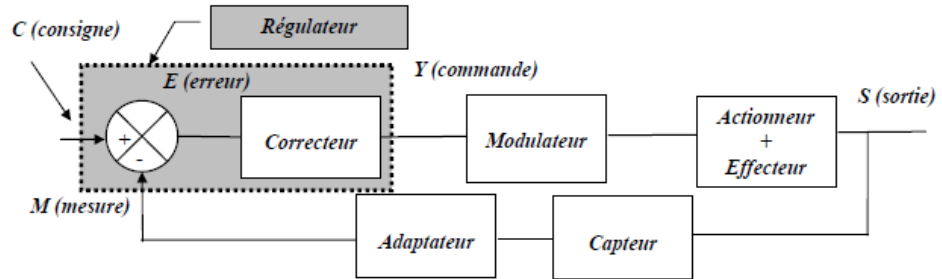 C (consigne)
Régulateur
E (erreur)
Y (commande)
S (sortie)
+
-
Correcteur
Modulateur
Actionneur
+
Effecteur
M (mesure)
Adaptateur
Capteur